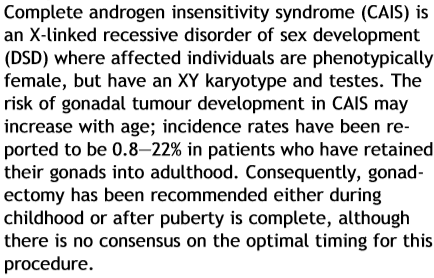 Complete androgen insensitivity syndrome (CAIS) is
an X-linked recessive disorder of sex development
(DSD) where affected individuals are phenotypically
female, but have an XY karyotype and testes. The
risk of gonadal tumour development in CAIS may
increase with age; incidence rates have been re-
ported to be 0.8–22% in patients who have retained
their gonads into adulthood. Consequently, gonad-
ectomy has been recommended either during
childhood or after puberty is complete, although
there is no consensus on the optimal timing for this
procedure.